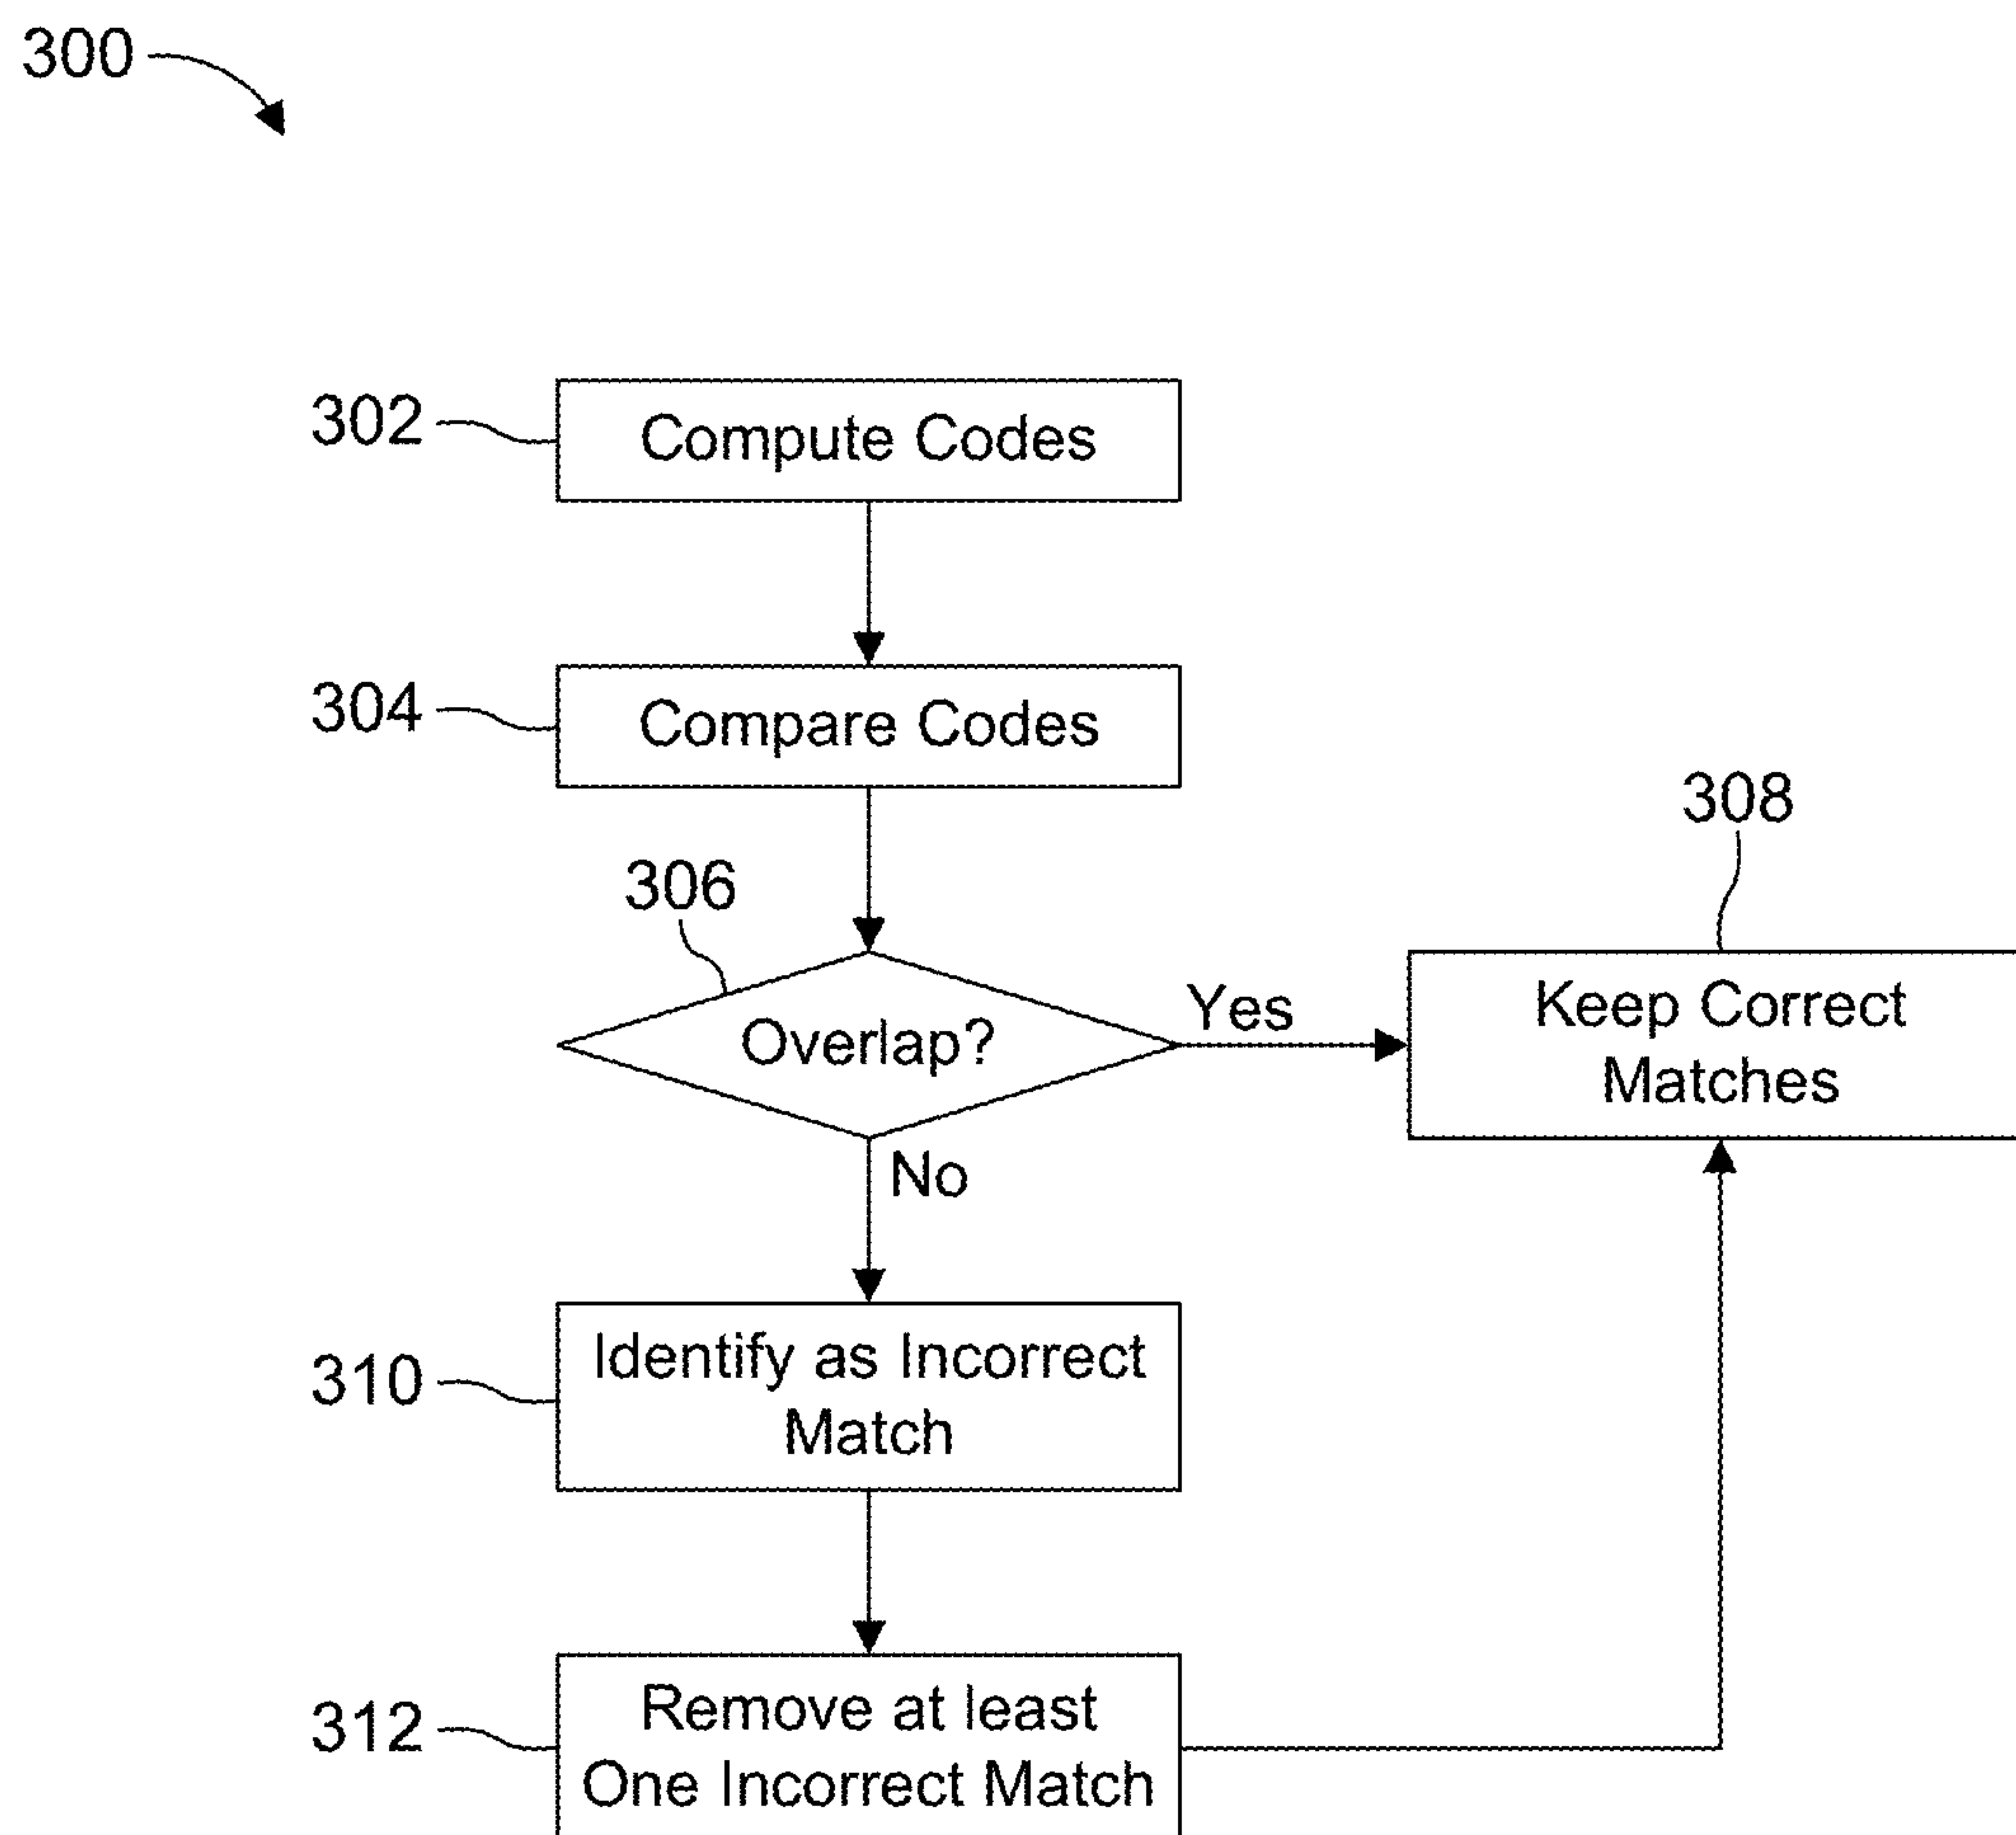 300
302
Compute Codes
304
Compare Codes
308
306
Overlap?
Yes
Keep Correct
Matches
No
310
Identify as Incorrect
Match
312
Remove at least
One Incorrect Match